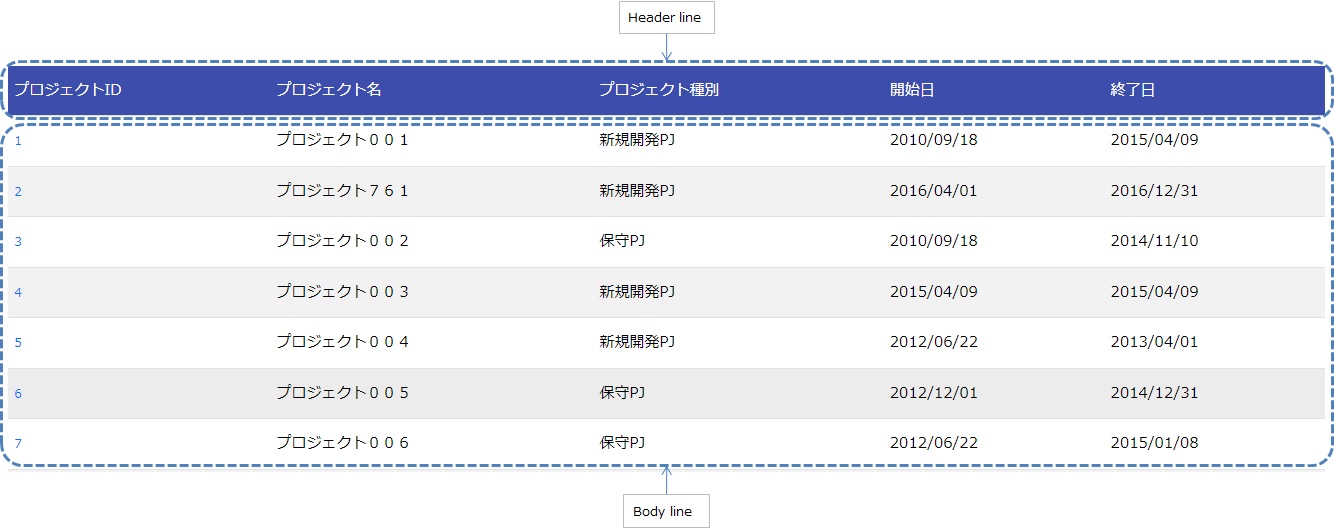 Header line
プロジェクトID プロジェクト名 プロジェクト種別 開始日 終了日
1 プロジェクト００１ 新規開発PJ 2010/09/18 2015/04/09
2 プロジェクト７６１ 新規開発PJ 2016/04/01 2016/12/31
3 プロジェクト００２ 保守PJ 2010/09/18 2014/11/10
4 プロジェクト００３ 新規開発PJ 2015/04/09 2015/04/09
5 プロジェクト００４ 新規開発PJ 2012/06/22 2013/04/01
6 プロジェクト００５ 保守PJ 2012/12/01 2014/12/31
7 プロジェクト００６ 保守PJ 2012/06/22 2015/01/08
Body line